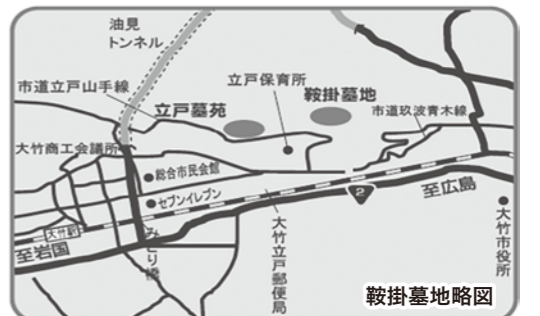 油見
トンネル
市道立戸山手線
立戸墓苑
立戸保育所
鞍掛墓地
市道玖波青木線
大竹商工会議所
総合市民会館
セブンイレブン
2
至広島
大竹駅
至岩国
みどり橋
大竹立戸郵便局
大竹市役所
鞍掛墓地略図